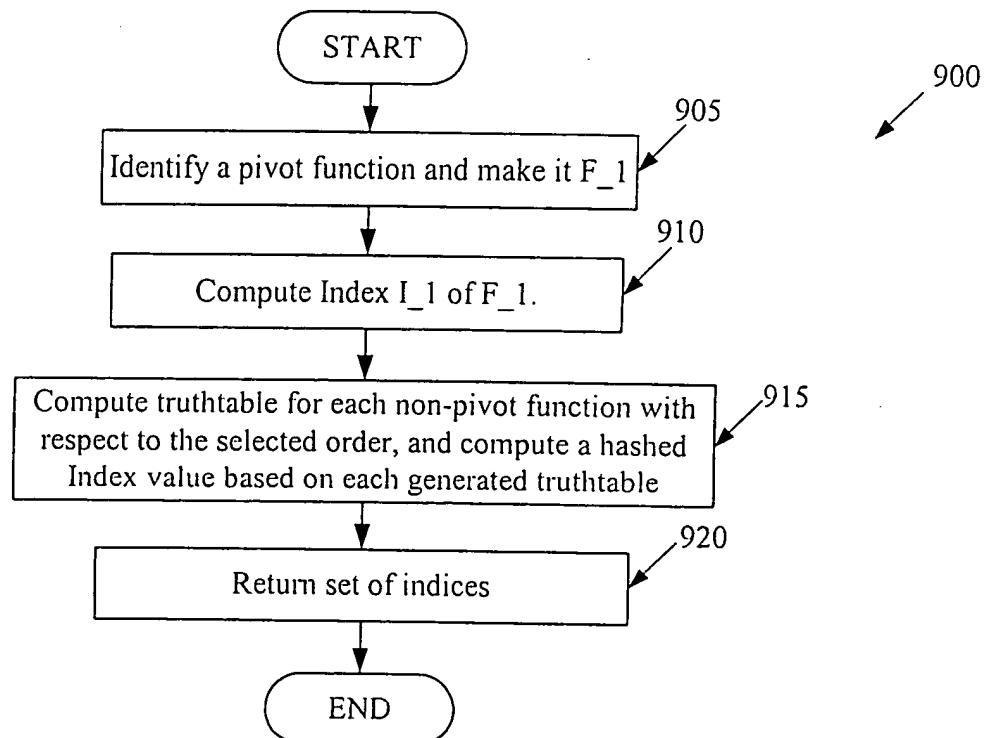 START
900
905
Identify a pivot function and make it F_1
910
Compute Index I_1 of F_1.
915
Compute truthtable for each non-pivot function with
respect to the selected order, and compute a hashed
Index value based on each generated truthtable
920
Return set of indices
END